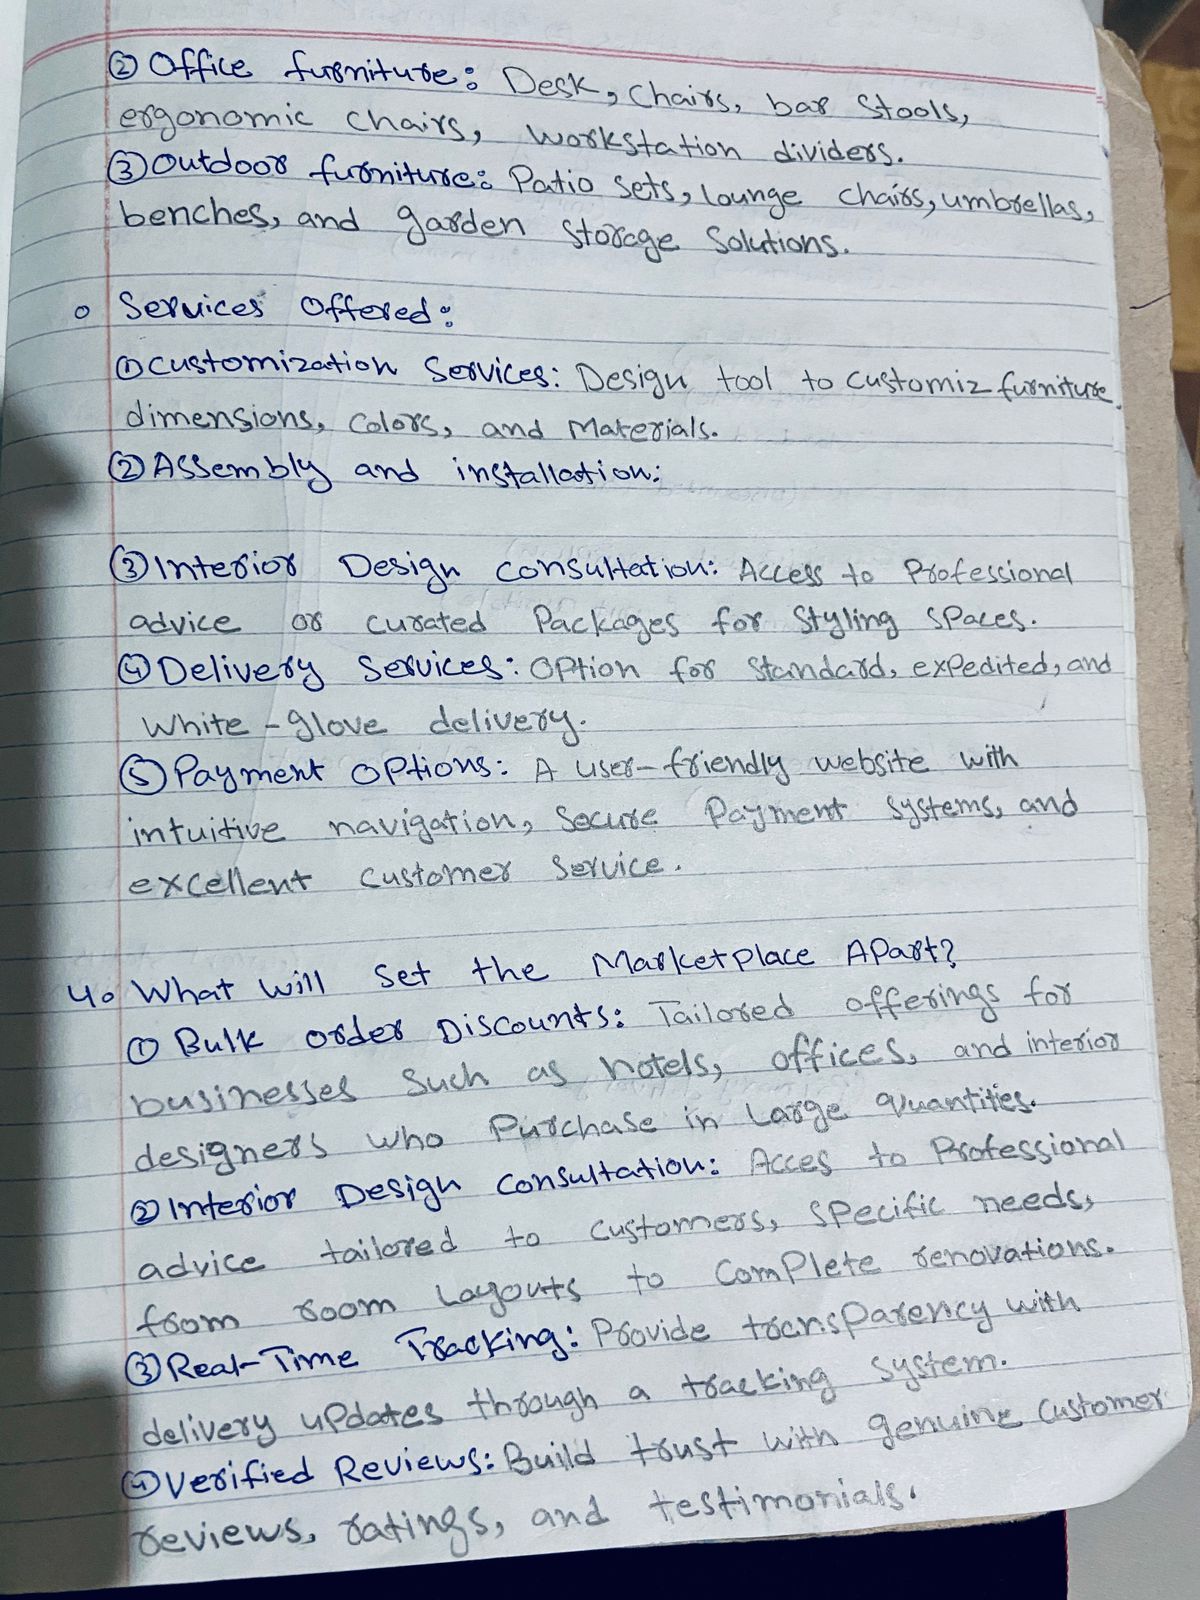 ② Office furniture: Desk, chairs, bar stools,
ergonomic chairs, workstation dividers.
③ Outdoor furniture: Patio sets, lounge chairs, umbrellas,
benches, and garden storage solutions.
○ Services Offered:
① Customization Services: Design tool to customiz furniture
dimensions, colors, and Materials.
② Assembly and installation:
③ Interior Design consultation: Access to Professional
advice or curated Packages for styling spaces.
④ Delivery Services: Option for standard, expedited, and
white-glove delivery.
⑤ Payment options: A user-friendly website with
intuitive navigation, secure Payment systems, and
excellent customer service.
4. What will set the Marketplace Apart?
① Bulk order Discounts: Tailored offerings for
businesses such as hotels, offices, and interior
designers who purchase in large quantities.
② Interior Design consultation: Acces to Professional
advice tailored to customers, specific needs,
from room layouts to complete renovations.
③ Real-Time Tracking: Provide transparency with
delivery updates through a tracking system.
④ Verified Reviews: Build trust with genuine customer
reviews, ratings, and testimonials.